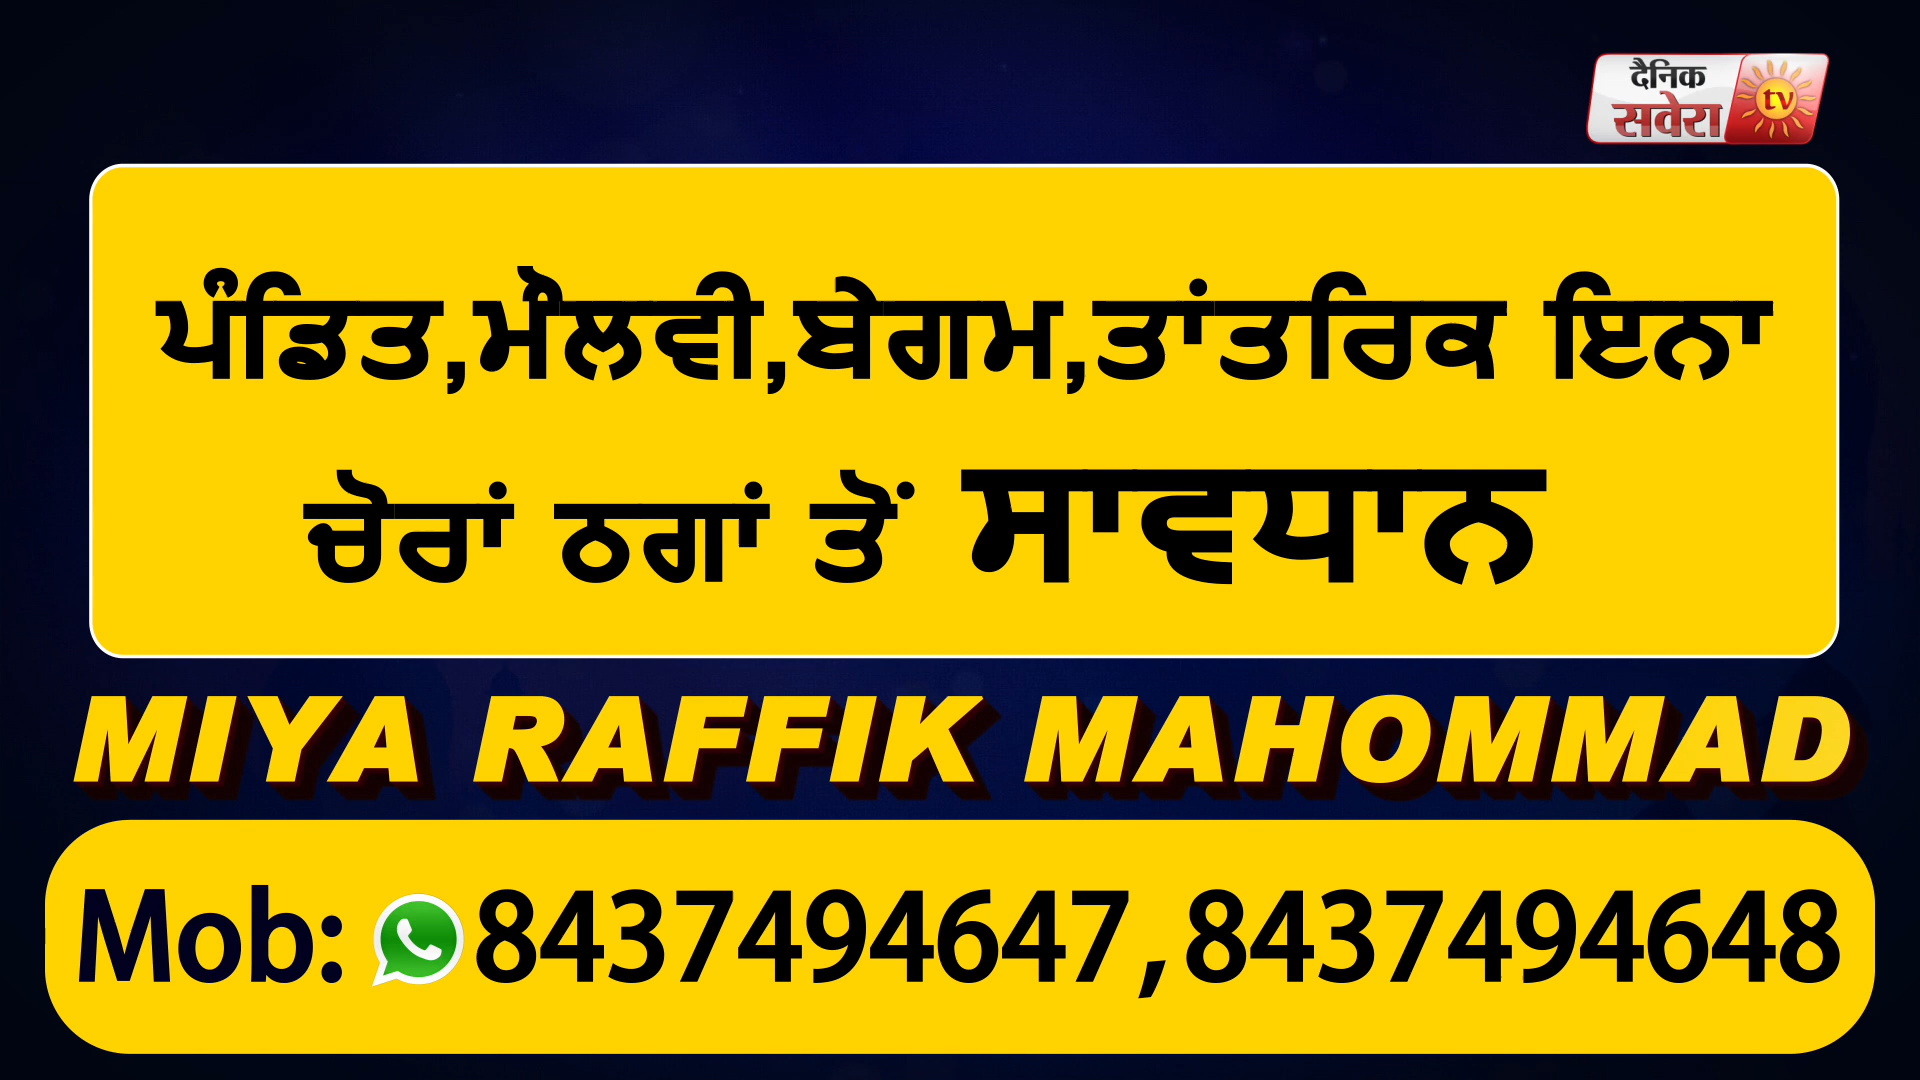 दैनिक
सवेरा tv
ਪੰਡਿਤ,ਮੌਲਵੀ,ਬੇਗਮ,ਤਾਂਤਰਿਕ ਇਨਾ
ਚੋਰਾਂ ਠਗਾਂ ਤੋਂ ਸਾਵਧਾਨ
MIYA RAFFIK MAHOMMAD
Mob: 8437494647,8437494648